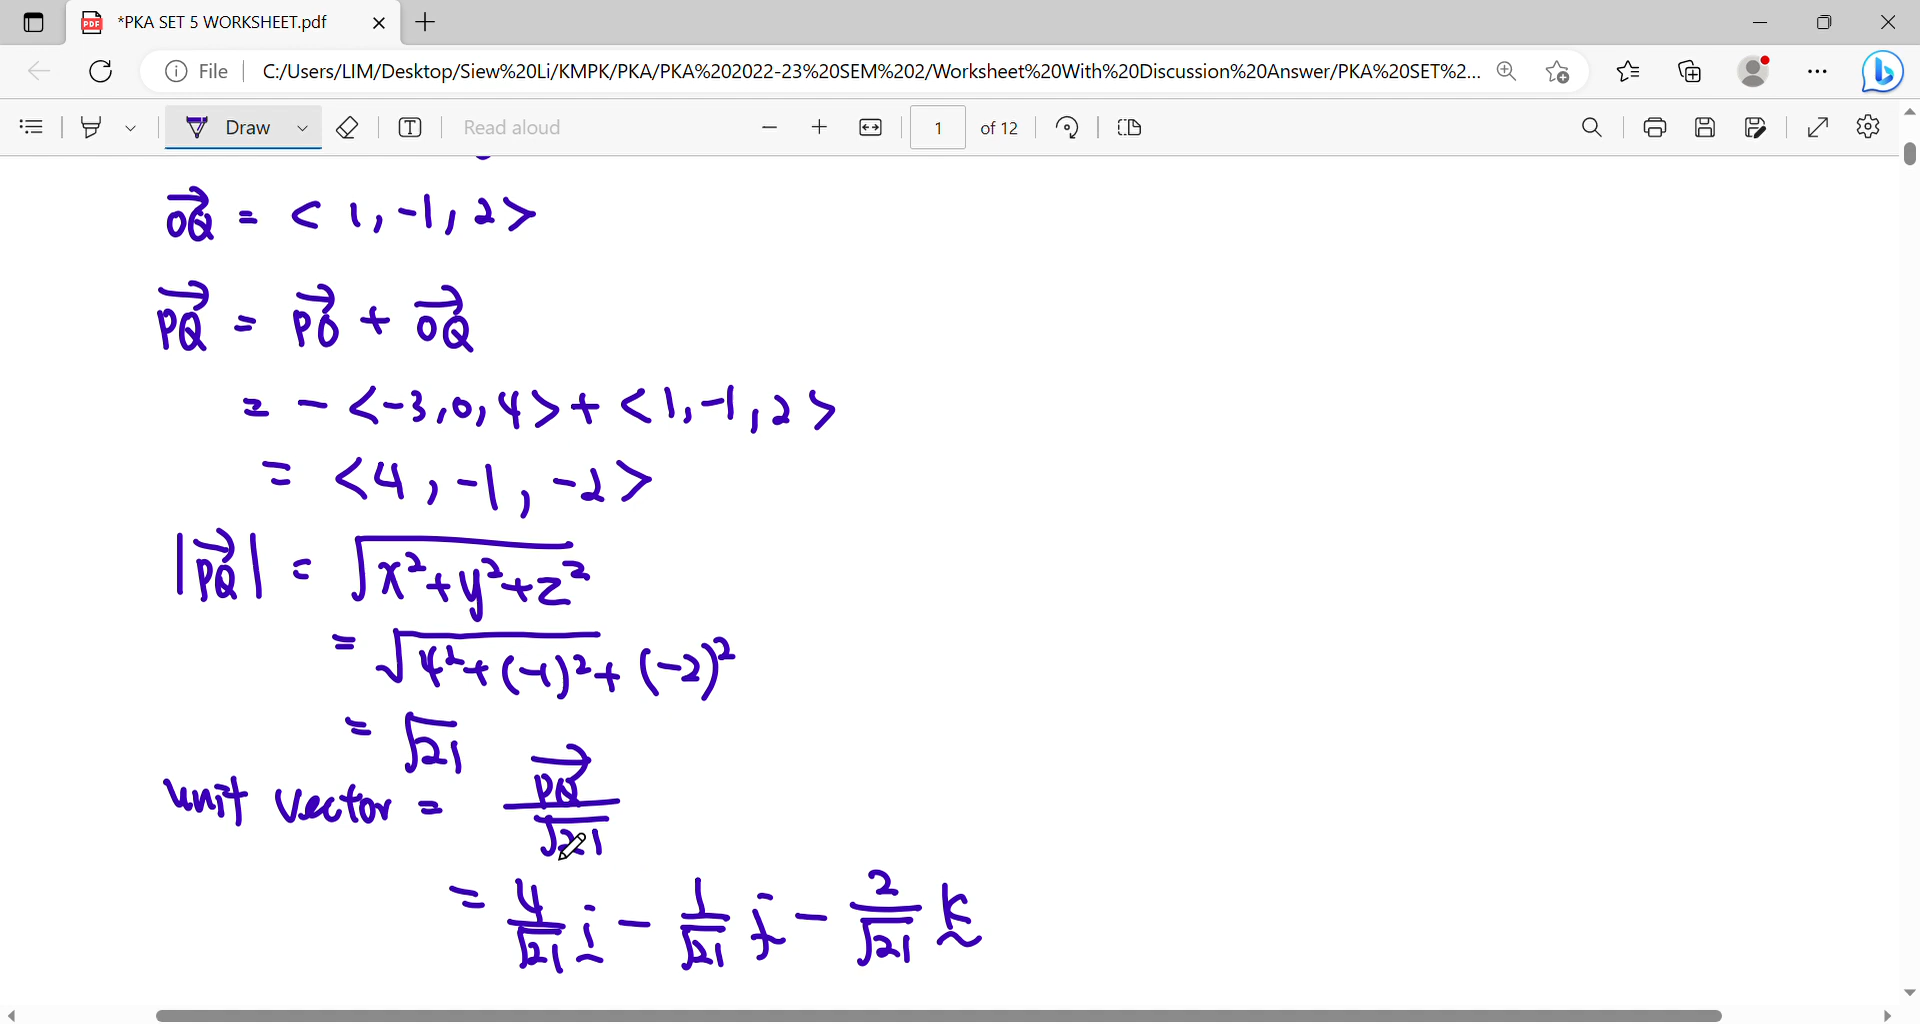 *PKA SET 5 WORKSHEET.pdf
File | C:/Users/LIM/Desktop/Siew%20Li/KMPK/PKA/PKA%202022-23%20SEM%202/Worksheet%20With%20Discussion%20Answer/PKA%20SET%2...
Draw Read aloud 1 of 12
→OQ = < 1, -1, 2 >
→PQ = →PO + →OQ
= - <-3, 0, 4> + <1, -1, 2>
= <4, -1, -2>
|→PQ| = √x²+y²+z²
= √4²+(-1)²+(-2)²
= √21
unit vector = →PQ/√21
= 4/√21 i - 1/√21 j - 2/√21 k